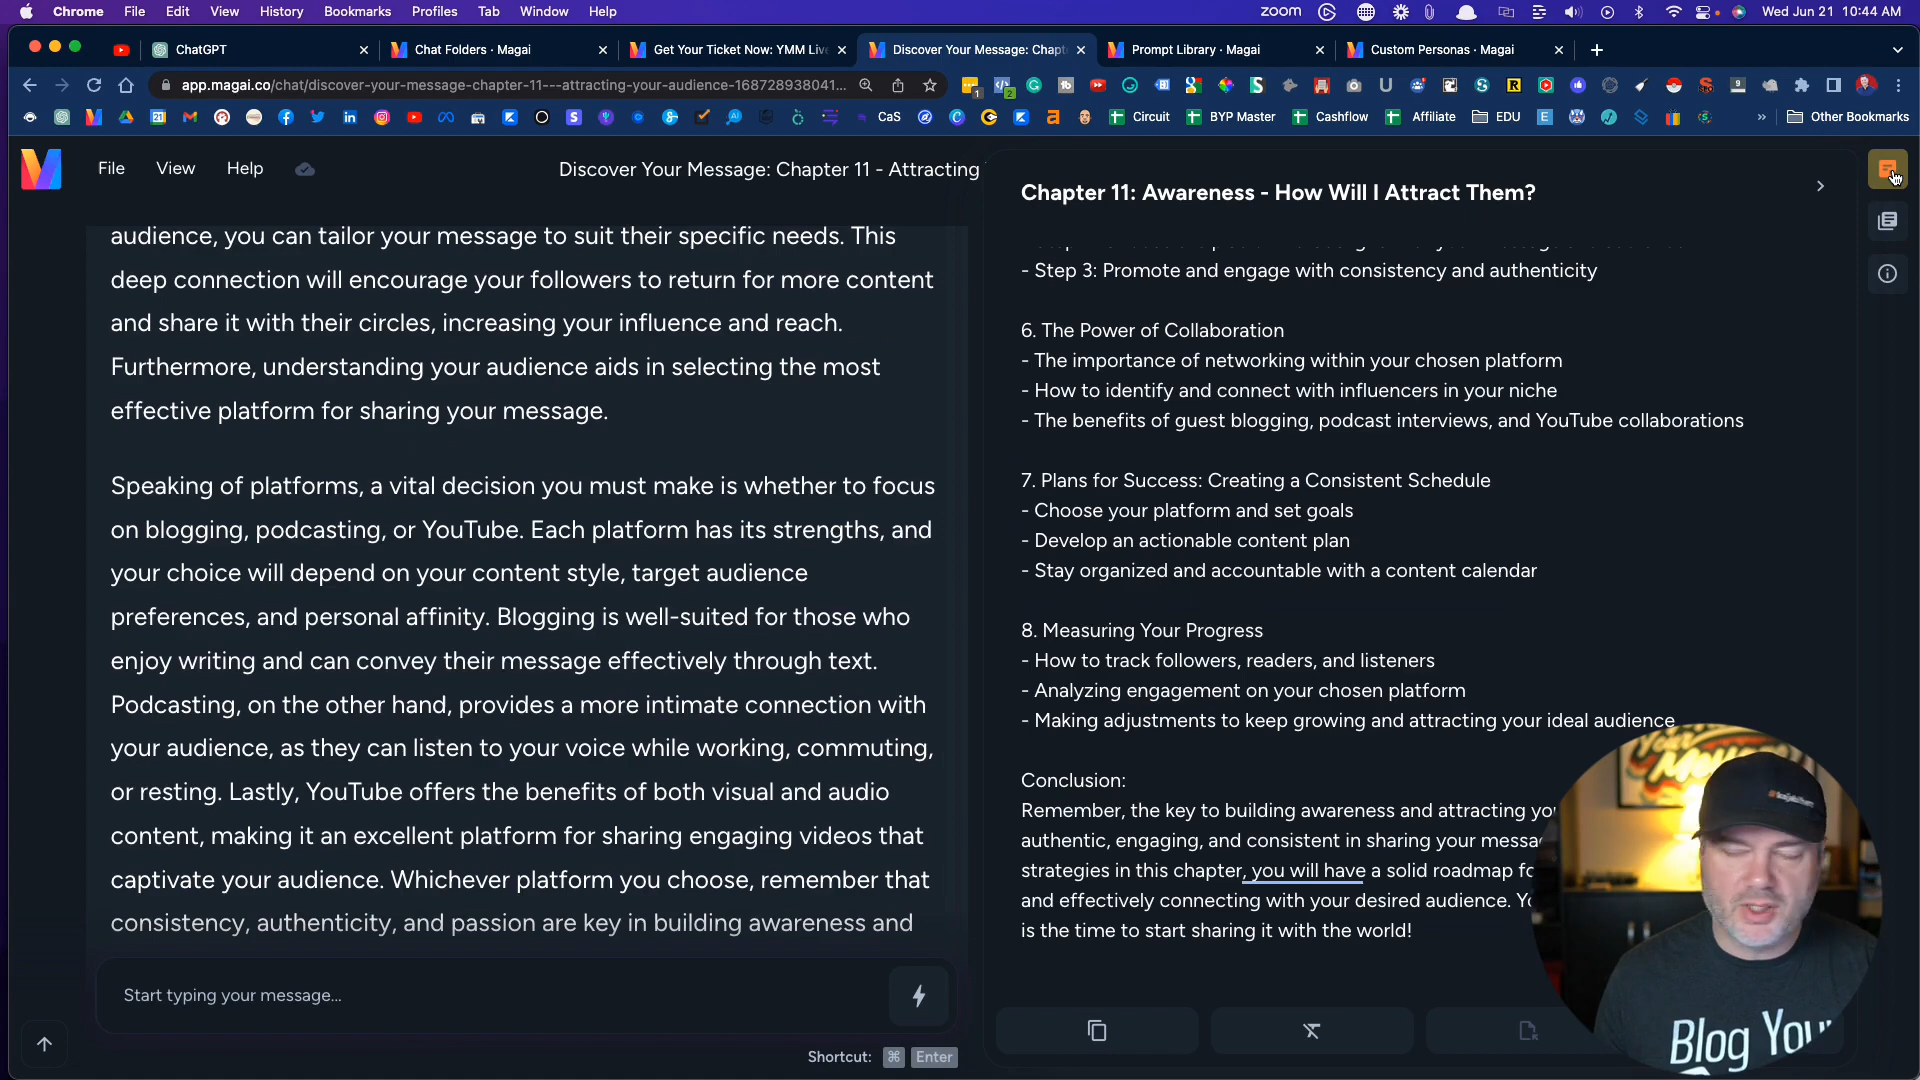 Chrome File Edit View History Bookmarks Profiles Tab Window Help zoom Wed Jun 21 10:44 AM
ChatGPT Chat Folders · Magai Get Your Ticket Now: YMM Live Discover Your Message: Chapt Prompt Library · Magai Custom Personas · Magai
app.magai.co/chat/discover-your-message-chapter-11---attracting-your-audience-168728938041...
CaS Circuit BYP Master Cashflow Affiliate EDU Other Bookmarks
File View Help Discover Your Message: Chapter 11 - Attracting
audience, you can tailor your message to suit their specific needs. This
deep connection will encourage your followers to return for more content
and share it with their circles, increasing your influence and reach.
Furthermore, understanding your audience aids in selecting the most
effective platform for sharing your message.
Speaking of platforms, a vital decision you must make is whether to focus
on blogging, podcasting, or YouTube. Each platform has its strengths, and
your choice will depend on your content style, target audience
preferences, and personal affinity. Blogging is well-suited for those who
enjoy writing and can convey their message effectively through text.
Podcasting, on the other hand, provides a more intimate connection with
your audience, as they can listen to your voice while working, commuting,
or resting. Lastly, YouTube offers the benefits of both visual and audio
content, making it an excellent platform for sharing engaging videos that
captivate your audience. Whichever platform you choose, remember that
consistency, authenticity, and passion are key in building awareness and
Start typing your message...
Shortcut: ⌘ Enter
Chapter 11: Awareness - How Will I Attract Them?
- Step 3: Promote and engage with consistency and authenticity
6. The Power of Collaboration
- The importance of networking within your chosen platform
- How to identify and connect with influencers in your niche
- The benefits of guest blogging, podcast interviews, and YouTube collaborations
7. Plans for Success: Creating a Consistent Schedule
- Choose your platform and set goals
- Develop an actionable content plan
- Stay organized and accountable with a content calendar
8. Measuring Your Progress
- How to track followers, readers, and listeners
- Analyzing engagement on your chosen platform
- Making adjustments to keep growing and attracting your ideal audience
Conclusion:
Remember, the key to building awareness and attracting you
authentic, engaging, and consistent in sharing your messa
strategies in this chapter, you will have a solid roadmap fo
and effectively connecting with your desired audience. Yo
is the time to start sharing it with the world!
Blog You